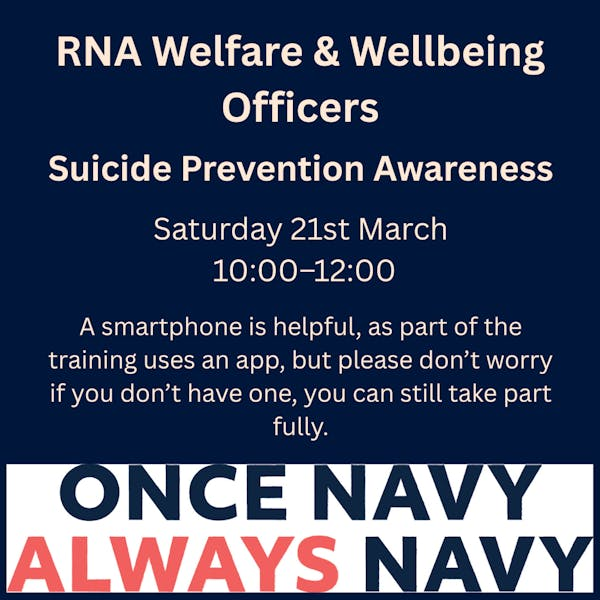 RNA Welfare & Wellbeing
Officers
Suicide Prevention Awareness
Saturday 21st March
10:00–12:00
A smartphone is helpful, as part of the
training uses an app, but please don’t worry
if you don’t have one, you can still take part
fully.
ONCE NAVY
ALWAYS NAVY